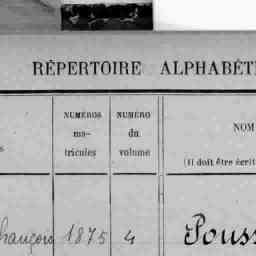 RÉPERTOIRE ALPHABÉT
NUMÉROS
ma-
tricules
NUMÉRO
du
volume
NOM
(Il doit être écrit
s
françois 1875 4 Pouss